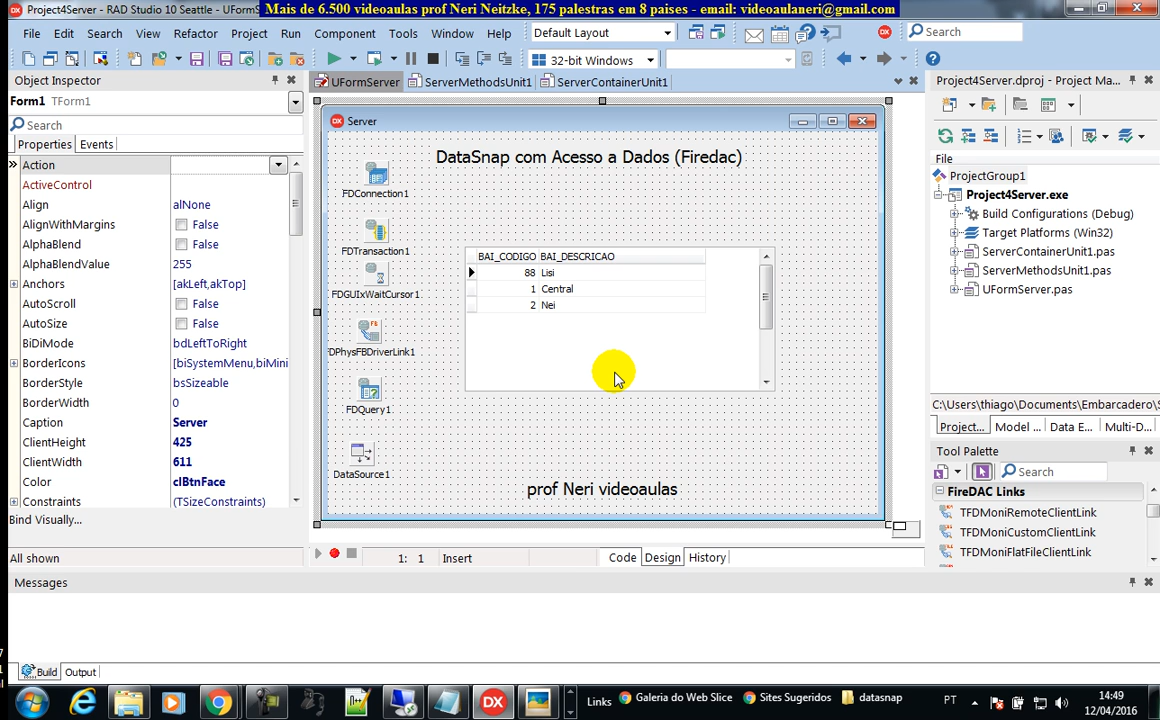 Project4Server - RAD Studio 10 Seattle - UFormS
Mais de 6.500 videoaulas prof Neri Neitzke, 175 palestras em 8 paises - email: videoaulaneri@gmail.com
File Edit Search View Refactor Project Run Component Tools Window Help
Default Layout
Search
32-bit Windows
Object Inspector
UFormServer ServerMethodsUnit1 ServerContainerUnit1
Project4Server.dproj - Project Ma...
Form1 TForm1
Search
Properties Events
Action
ActiveControl
Align alNone
AlignWithMargins False
AlphaBlend False
AlphaBlendValue 255
Anchors [akLeft,akTop]
AutoScroll False
AutoSize False
BiDiMode bdLeftToRight
BorderIcons [biSystemMenu,biMini
BorderStyle bsSizeable
BorderWidth 0
Caption Server
ClientHeight 425
ClientWidth 611
Color clBtnFace
Constraints (TSizeConstraints)
Bind Visually...
All shown
Server
DataSnap com Acesso a Dados (Firedac)
FDConnection1
FDTransaction1
FDGUIxWaitCursor1
DPhysFBDriverLink1
FDQuery1
DataSource1
BAI_CODIGO BAI_DESCRICAO
88 Lisi
1 Central
2 Nei
prof Neri videoaulas
1: 1 Insert
Code Design History
File
ProjectGroup1
Project4Server.exe
Build Configurations (Debug)
Target Platforms (Win32)
ServerContainerUnit1.pas
ServerMethodsUnit1.pas
UFormServer.pas
C:\Users\thiago\Documents\Embarcadero\S
Project... Model ... Data E... Multi-D...
Tool Palette
Search
FireDAC Links
TFDMoniRemoteClientLink
TFDMoniCustomClientLink
TFDMoniFlatFileClientLink
Messages
Build Output
Links Galeria do Web Slice Sites Sugeridos datasnap
PT
14:49
12/04/2016